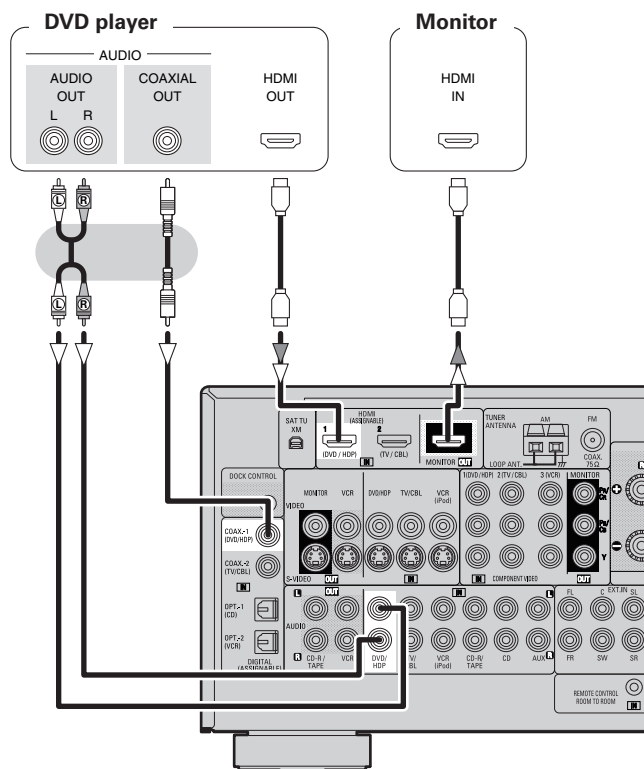 DVD player
Monitor
AUDIO
AUDIO OUT
L R
COAXIAL OUT
HDMI OUT
HDMI IN
L R
L R
SAT TU
XM
HDMI
(ASSIGNABLE)
1
(DVD / HDP)
2
(TV / CBL)
IN
MONITOR OUT
TUNER
ANTENNA
AM
FM
LOOP ANT.
COAX.
75Ω
DOCK CONTROL
VIDEO
MONITOR VCR DVD/HDP TV/CBL VCR (iPod)
S-VIDEO OUT IN
1(DVD/HDP) 2(TV / CBL) 3 (VCR) MONITOR
Y
IN COMPONENT VIDEO OUT
COAX.-1
(DVD/HDP)
COAX.-2
(TV/CBL)
IN
OPT.-1
(CD)
OPT.-2
(VCR)
DIGITAL
(ASSIGNABLE)
L OUT IN L
AUDIO
R CD-R / TAPE VCR DVD/ HDP TV/ CBL VCR (iPod) CD-R/ TAPE CD AUX R
EXT.IN
FL C SL
FR SW SR
REMOTE CONTROL
ROOM TO ROOM
IN